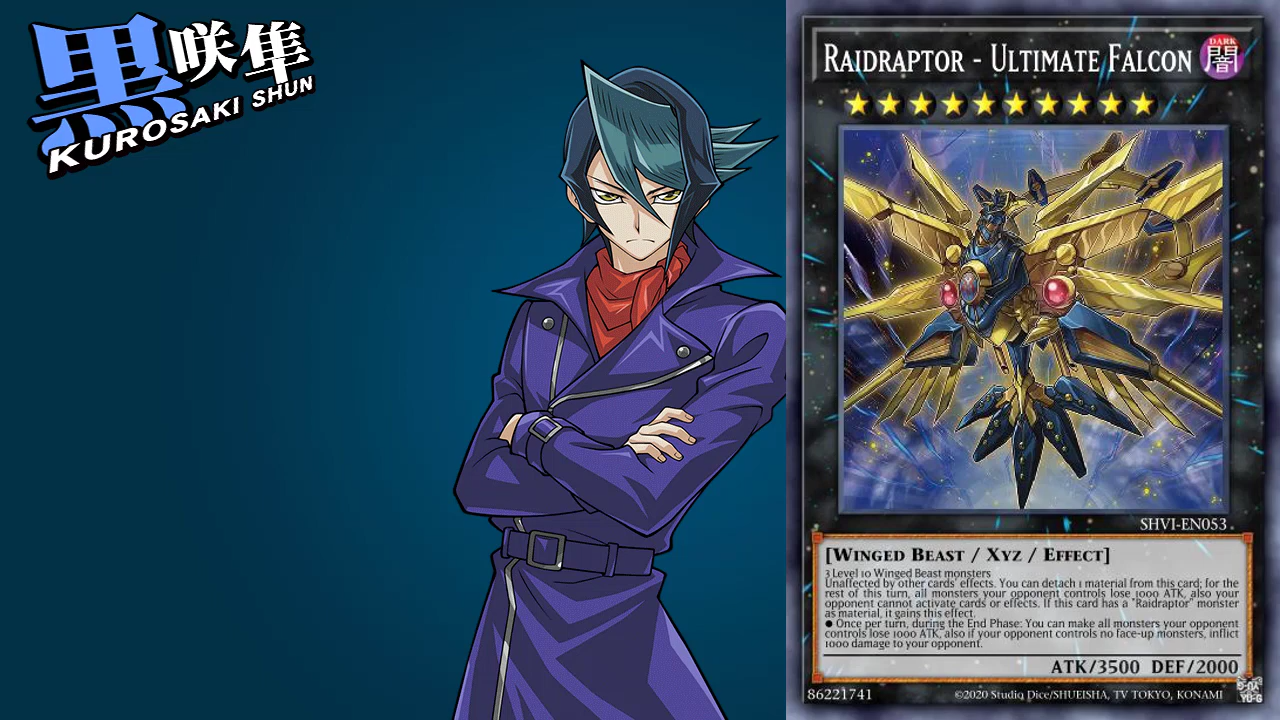 黒咲隼
KUROSAKI SHUN
RAIDRAPTOR - ULTIMATE FALCON
DARK
闇
SHVI-EN053
[WINGED BEAST / XYZ / EFFECT]
3 Level 10 Winged Beast monsters
Unaffected by other cards' effects. You can detach 1 material from this card; for the
rest of this turn, all monsters your opponent controls lose 1000 ATK, also your
opponent cannot activate cards or effects. If this card has a "Raidraptor" monster
as material, it gains this effect.
● Once per turn, during the End Phase: You can make all monsters your opponent
controls lose 1000 ATK, also if your opponent controls no face-up monsters, inflict
1000 damage to your opponent.
ATK/3500 DEF/2000
86221741
©2020 Studio Dice/SHUEISHA, TV TOKYO, KONAMI